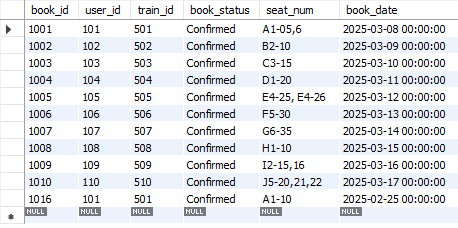 book_id user_id train_id book_status seat_num book_date
1001 101 501 Confirmed A1-05,6 2025-03-08 00:00:00
1002 102 502 Confirmed B2-10 2025-03-09 00:00:00
1003 103 503 Confirmed C3-15 2025-03-10 00:00:00
1004 104 504 Confirmed D1-20 2025-03-11 00:00:00
1005 105 505 Confirmed E4-25, E4-26 2025-03-12 00:00:00
1006 106 506 Confirmed F5-30 2025-03-13 00:00:00
1007 107 507 Confirmed G6-35 2025-03-14 00:00:00
1008 108 508 Confirmed H1-10 2025-03-15 00:00:00
1009 109 509 Confirmed I2-15,16 2025-03-16 00:00:00
1010 110 510 Confirmed J5-20,21,22 2025-03-17 00:00:00
1016 101 501 Confirmed A1-10 2025-02-25 00:00:00
NULL NULL NULL NULL NULL NULL